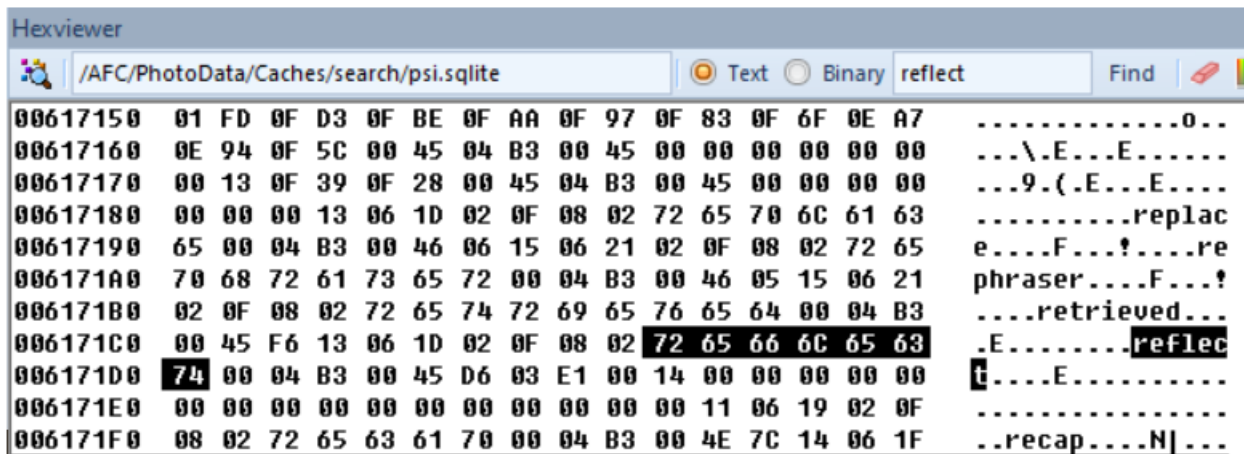 Hexviewer
/AFC/PhotoData/Caches/search/psi.sqlite Text Binary reflect Find
00617150 01 FD 0F D3 0F BE 0F AA 0F 97 0F 83 0F 6F 0E A7 .............o..
00617160 0E 94 0F 5C 00 45 04 B3 00 45 00 00 00 00 00 00 ...\.E...E......
00617170 00 13 0F 39 0F 28 00 45 04 B3 00 45 00 00 00 00 ...9.(.E...E....
00617180 00 00 00 13 06 1D 02 0F 08 02 72 65 70 6C 61 63 ..........replac
00617190 65 00 04 B3 00 46 06 15 06 21 02 0F 08 02 72 65 e....F...!....re
006171A0 70 68 72 61 73 65 72 00 04 B3 00 46 05 15 06 21 phraser....F...!
006171B0 02 0F 08 02 72 65 74 72 69 65 76 65 64 00 04 B3 ....retrieved...
006171C0 00 45 F6 13 06 1D 02 0F 08 02 72 65 66 6C 65 63 .E........reflec
006171D0 74 00 04 B3 00 45 D6 03 E1 00 14 00 00 00 00 00 t....E..........
006171E0 00 00 00 00 00 00 00 00 00 00 00 00 11 06 19 02 0F ................
006171F0 08 02 72 65 63 61 70 00 04 B3 00 4E 7C 14 06 1F ..recap....N|...